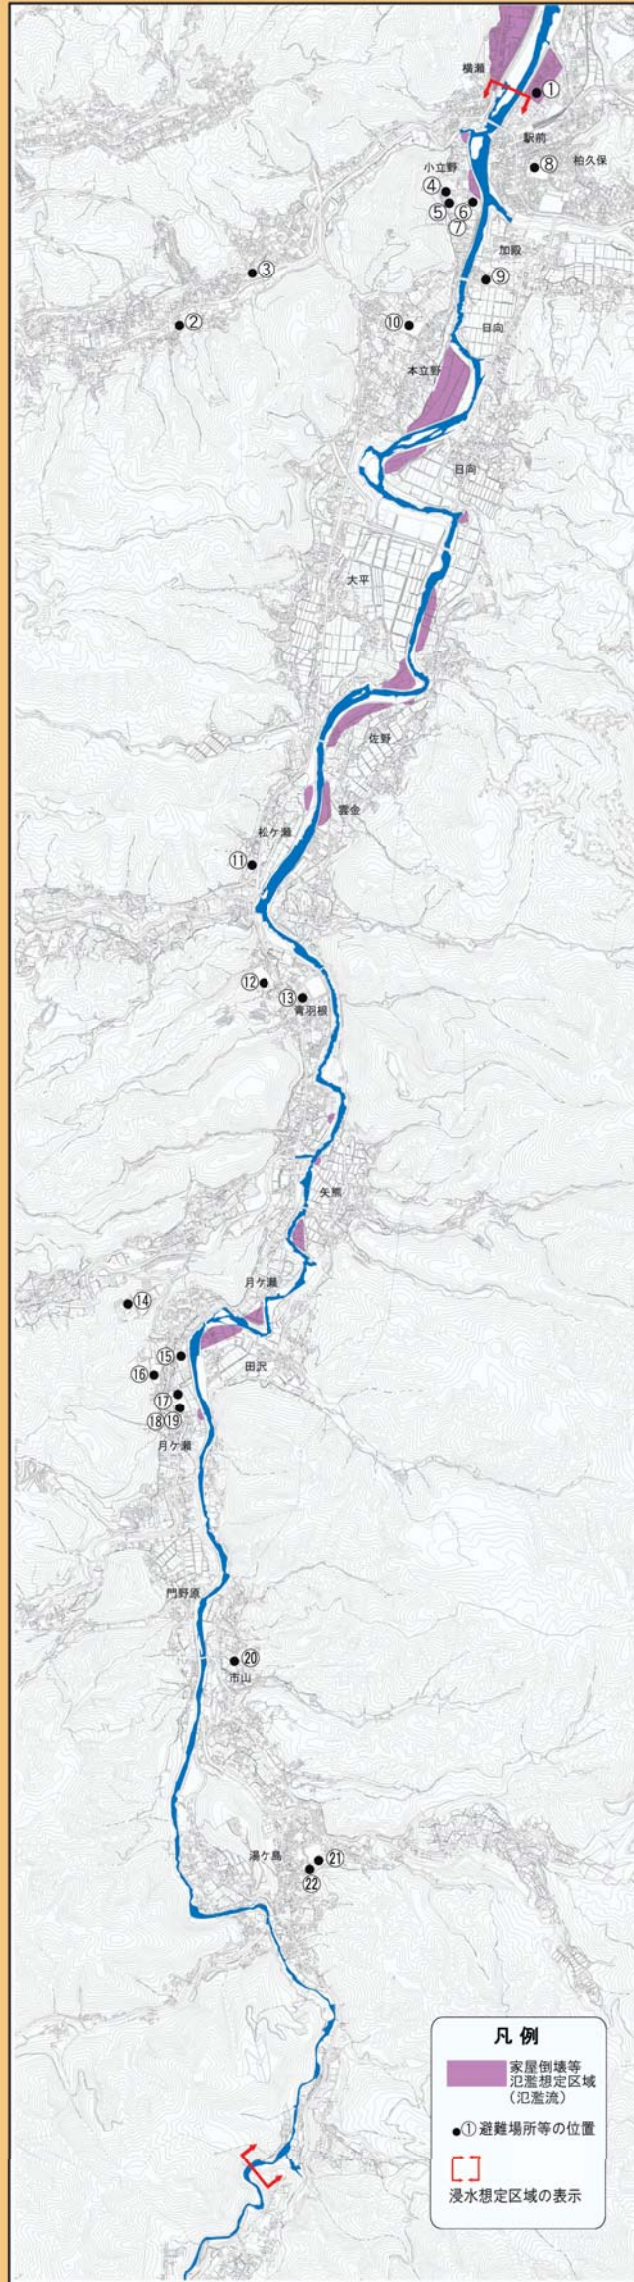 横瀬
①
駅前
⑧
柏久保
小立野
④
⑤
⑥
⑦
加殿
③
⑨
②
⑩
日向
本立野
日向
大平
佐野
雲金
松ケ瀬
⑪
⑫
⑬
青羽根
矢熊
月ケ瀬
⑭
⑮
田沢
⑯
⑰
⑱⑲
月ケ瀬
門野原
⑳
市山
湯ケ島
㉑
㉒
凡例
家屋倒壊等
氾濫想定区域
（氾濫流）
①避難場所等の位置
浸水想定区域の表示